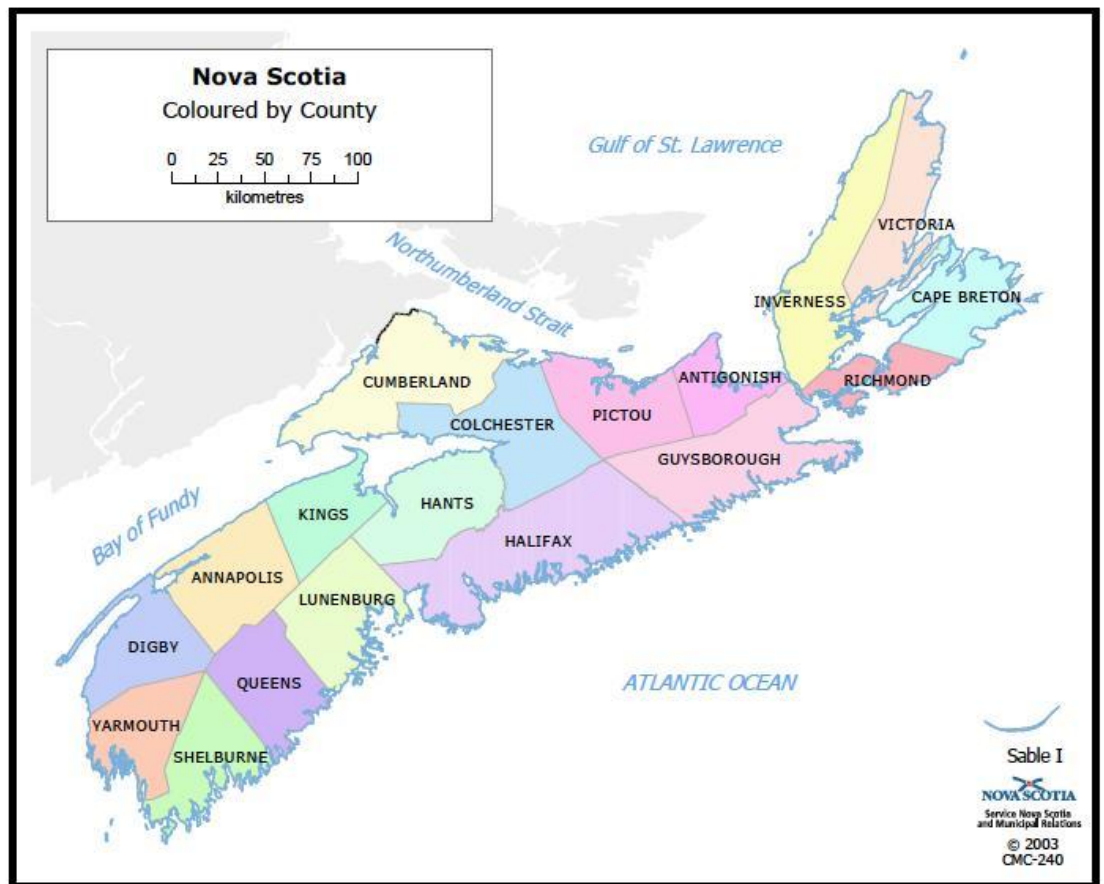 Nova Scotia
Coloured by County
0 25 50 75 100
kilometres
Gulf of St. Lawrence
Northumberland Strait
VICTORIA
INVERNESS
CAPE BRETON
CUMBERLAND
ANTIGONISH
RICHMOND
COLCHESTER
PICTOU
GUYSBOROUGH
Bay of Fundy
KINGS
HANTS
HALIFAX
ANNAPOLIS
LUNENBURG
DIGBY
QUEENS
ATLANTIC OCEAN
YARMOUTH
SHELBURNE
Sable I
NOVA SCOTIA
Service Nova Scotia
and Municipal Relations
© 2003
CMC-240